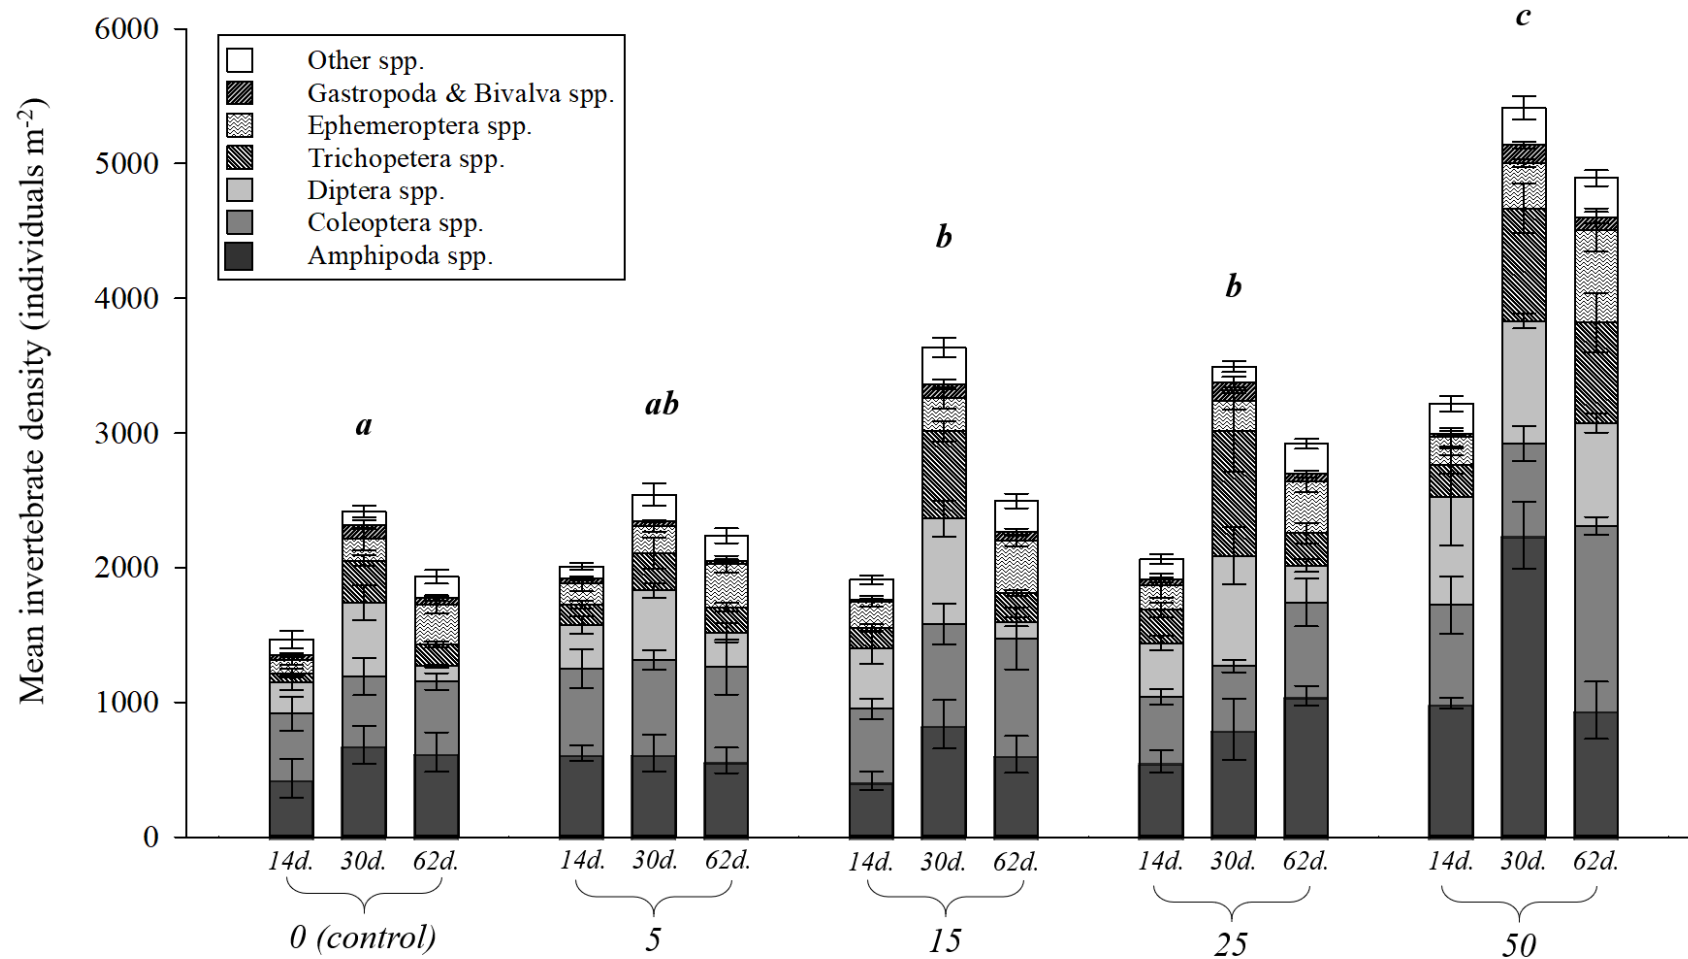 Mean invertebrate density (individuals m-2)
6000
5000
4000
3000
2000
1000
0
Other spp.
Gastropoda & Bivalva spp.
Ephemeroptera spp.
Trichopetera spp.
Diptera spp.
Coleoptera spp.
Amphipoda spp.
a
ab
b
b
c
14d. 30d. 62d. 14d. 30d. 62d. 14d. 30d. 62d. 14d. 30d. 62d. 14d. 30d. 62d.
0 (control) 5 15 25 50